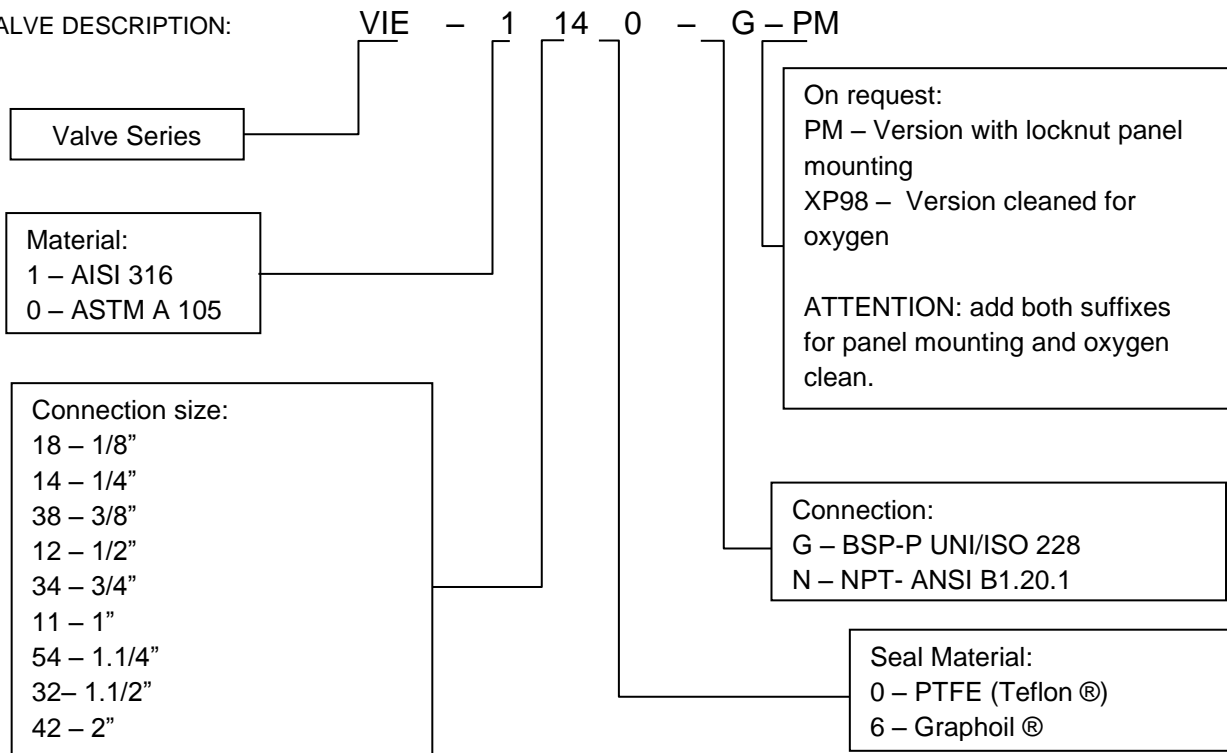 ALVE DESCRIPTION: VIE – 1 14 0 – G – PM
Valve Series
Material:
1 – AISI 316
0 – ASTM A 105
Connection size:
18 – 1/8”
14 – 1/4”
38 – 3/8”
12 – 1/2”
34 – 3/4”
11 – 1”
54 – 1.1/4”
32– 1.1/2”
42 – 2”
On request:
PM – Version with locknut panel
mounting
XP98 – Version cleaned for
oxygen
ATTENTION: add both suffixes
for panel mounting and oxygen
clean.
Connection:
G – BSP-P UNI/ISO 228
N – NPT- ANSI B1.20.1
Seal Material:
0 – PTFE (Teflon ®)
6 – Graphoil ®